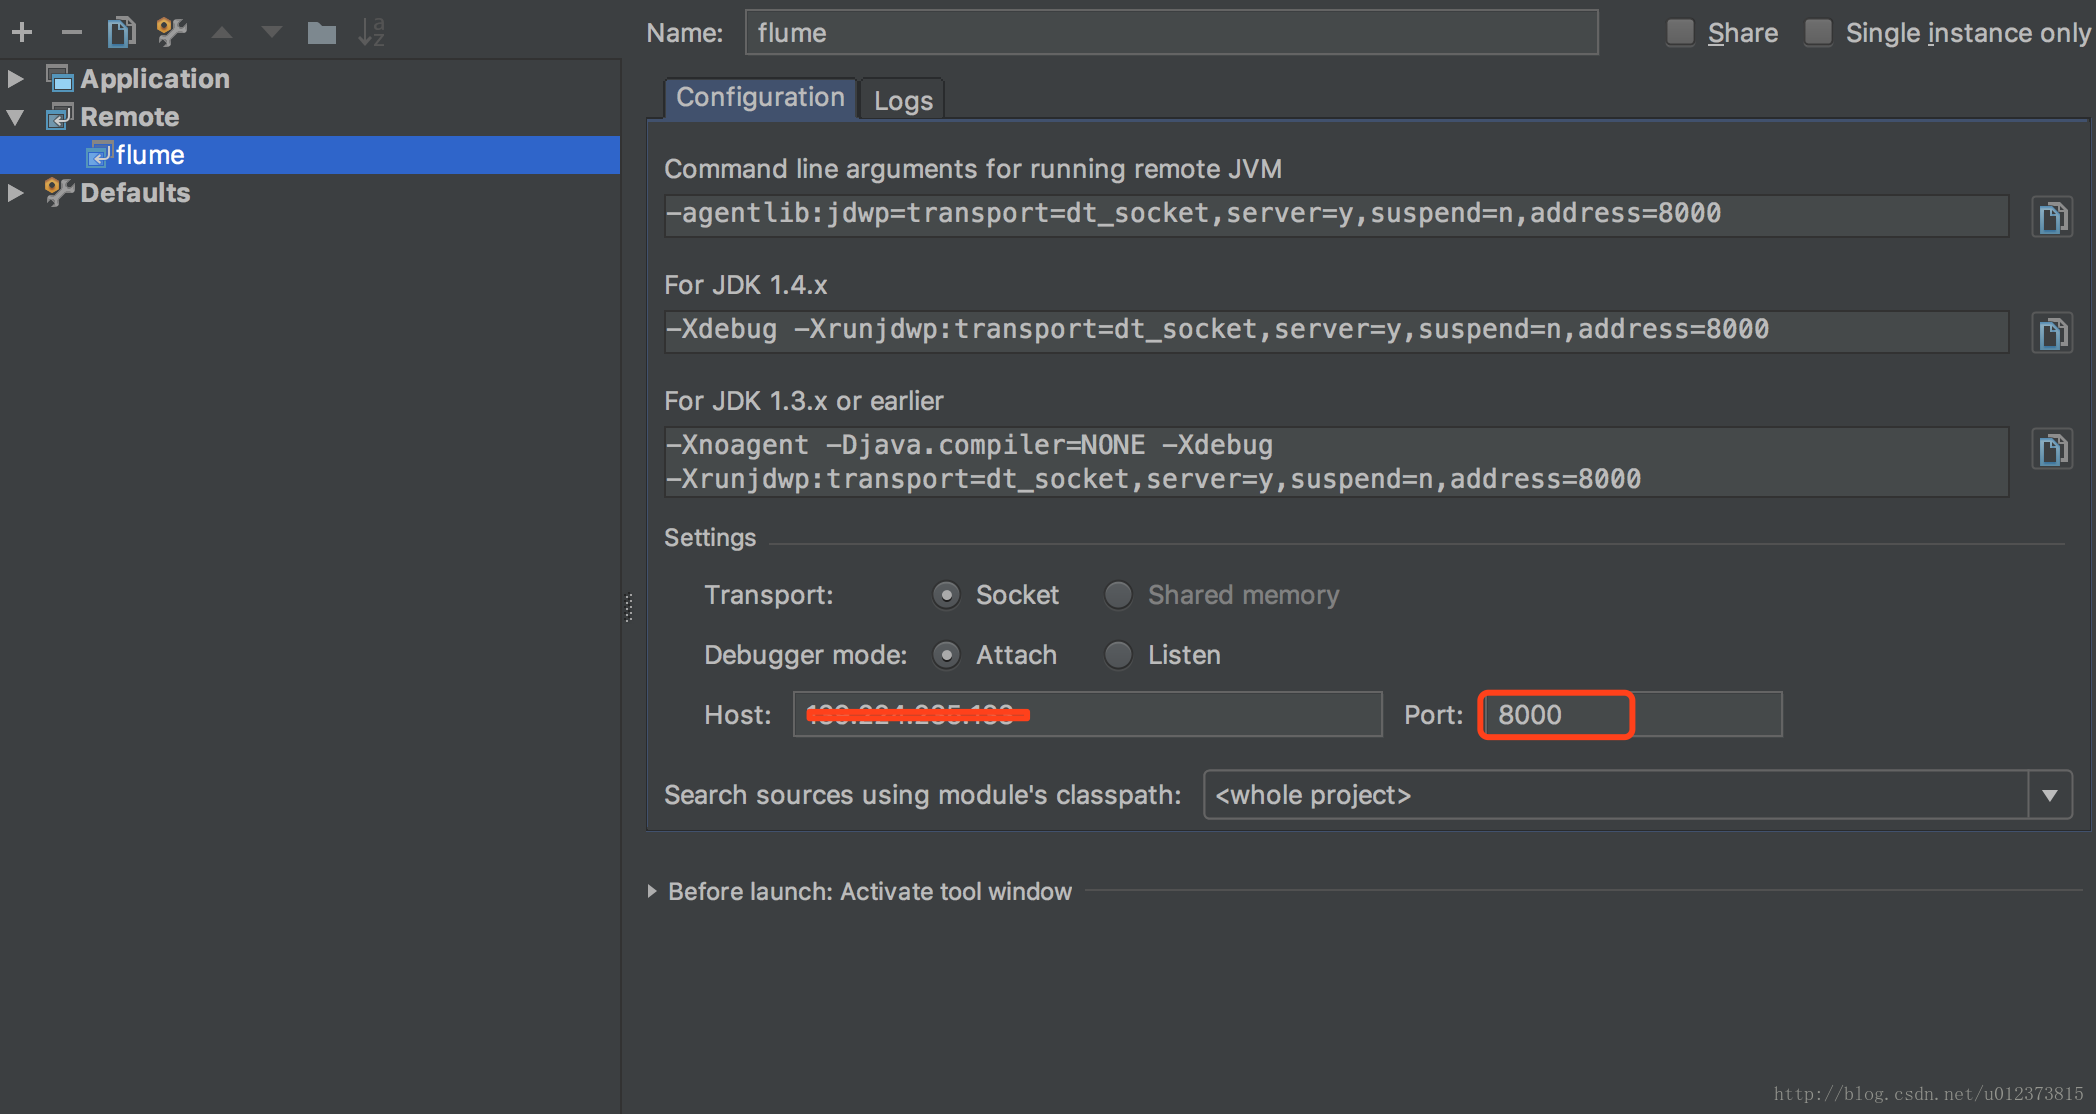 Name: flume Share Single instance only
Application
Remote
flume
Defaults
Configuration Logs
Command line arguments for running remote JVM
-agentlib:jdwp=transport=dt_socket,server=y,suspend=n,address=8000
For JDK 1.4.x
-Xdebug -Xrunjdwp:transport=dt_socket,server=y,suspend=n,address=8000
For JDK 1.3.x or earlier
-Xnoagent -Djava.compiler=NONE -Xdebug
-Xrunjdwp:transport=dt_socket,server=y,suspend=n,address=8000
Settings
Transport: Socket Shared memory
Debugger mode: Attach Listen
Host: Port: 8000
Search sources using module's classpath: <whole project>
Before launch: Activate tool window
http://blog.csdn.net/u012373815